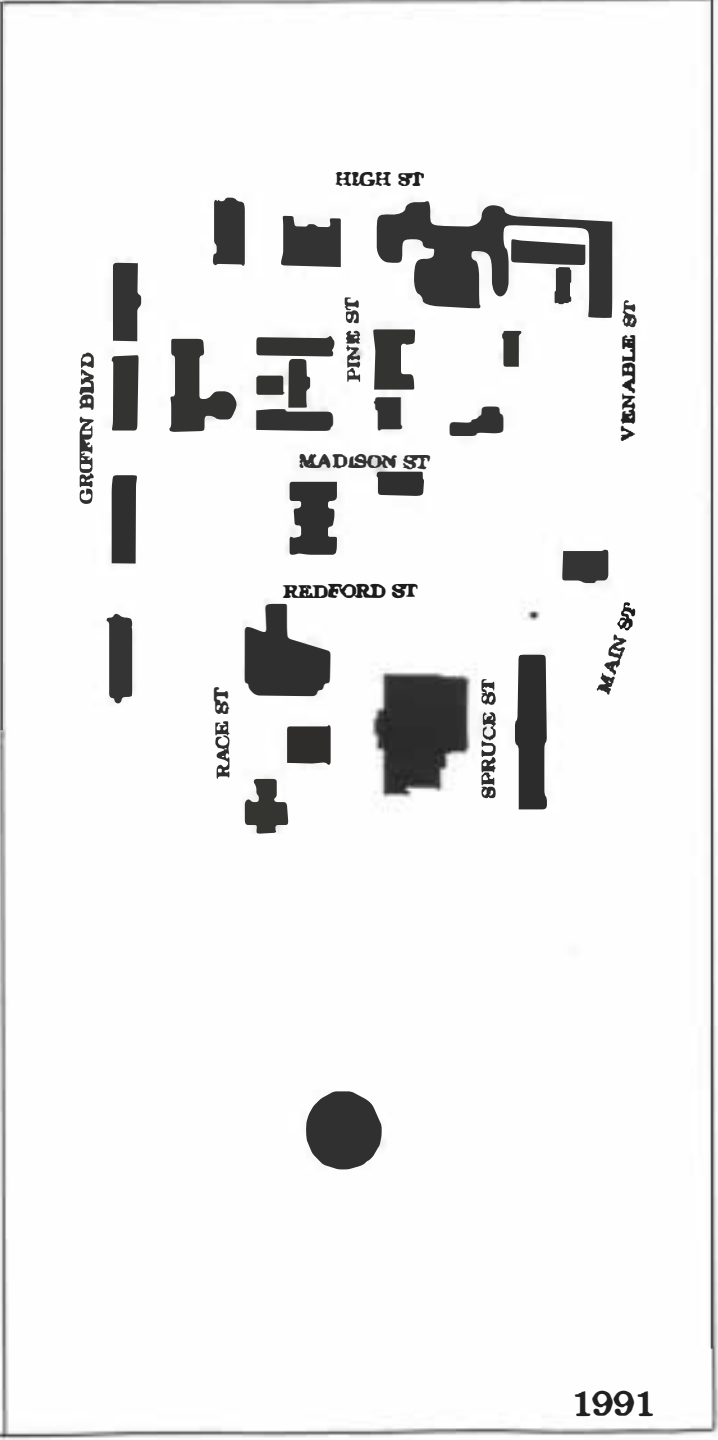 HIGH ST
PINE ST
VENABLE ST
GRIFFIN BLVD
MADISON ST
REDFORD ST
MAIN ST
RACE ST
SPRUCE ST
1991